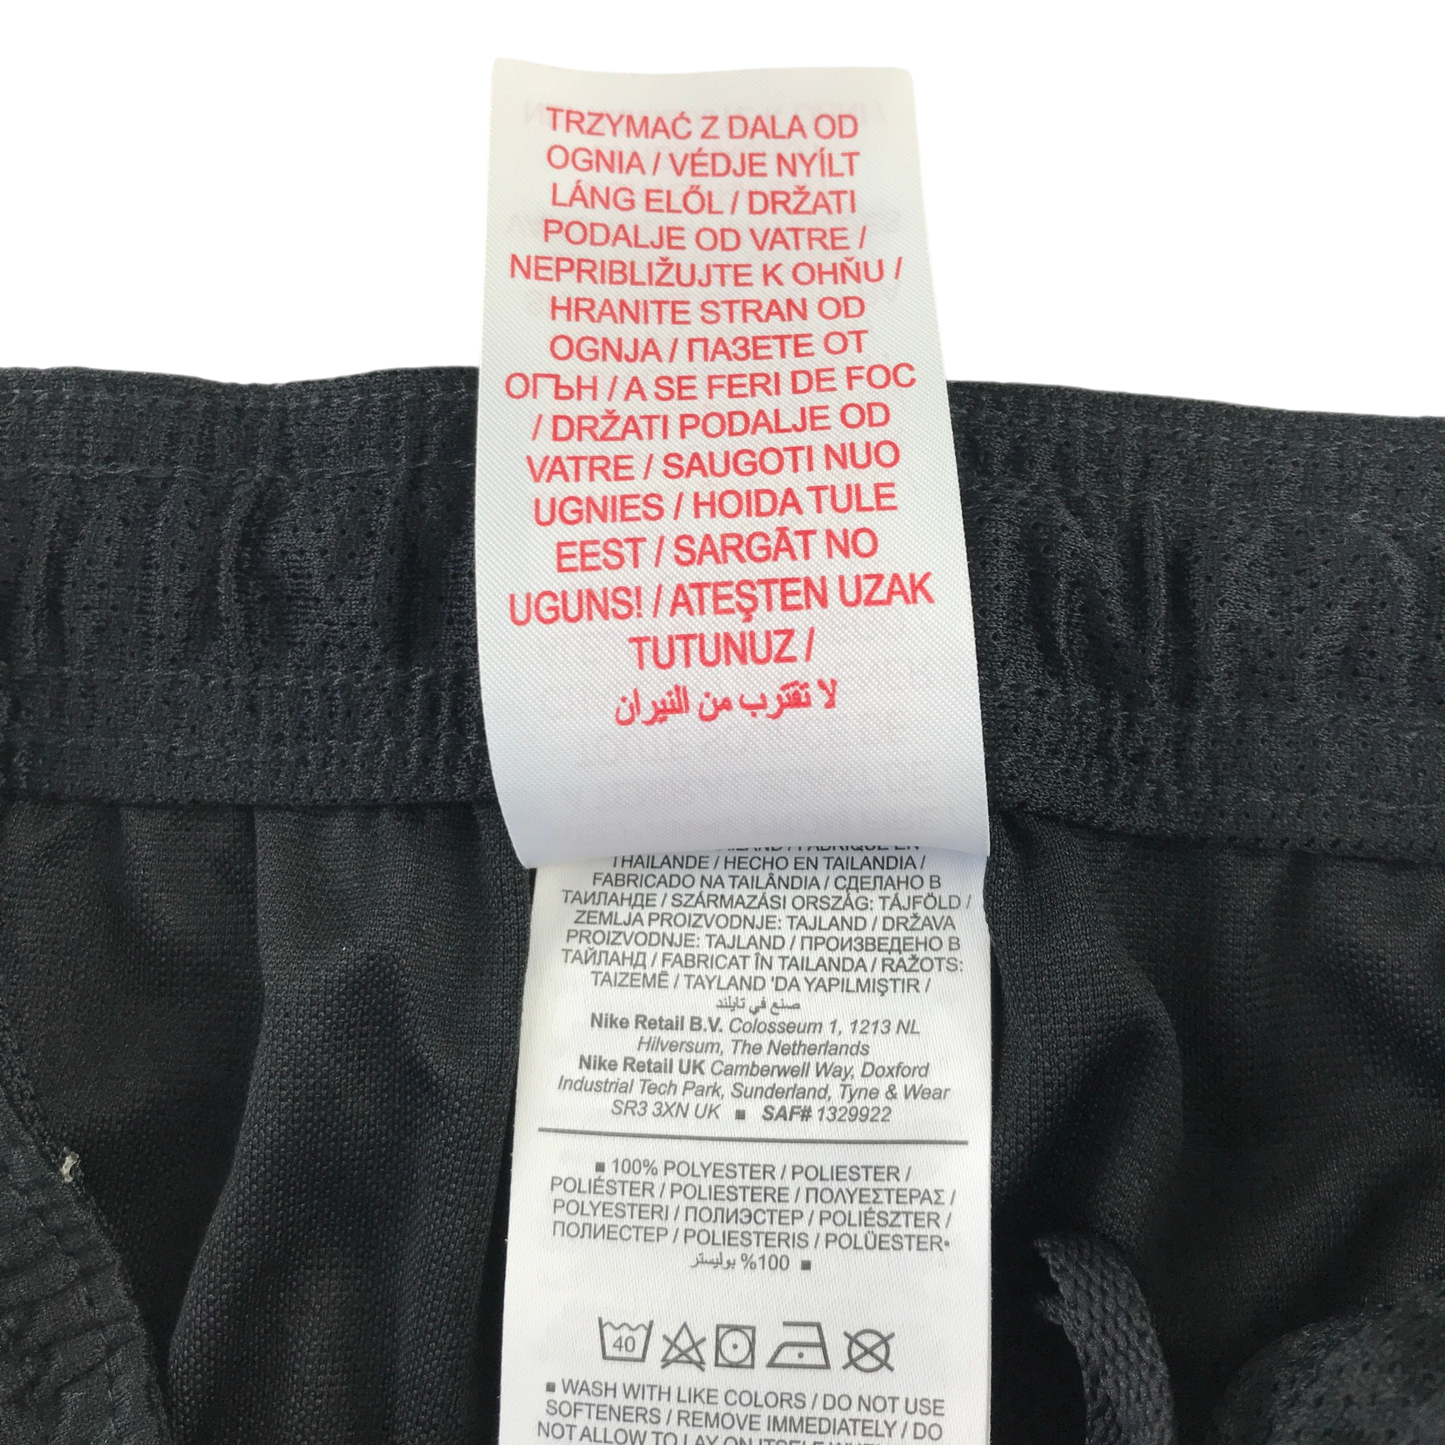 TRZYMAĆ Z DALA OD
OGNIA / VÉDJE NYÍLT
LÁNG ELŐL / DRŽATI
PODALJE OD VATRE /
NEPRIBLIŽUJTE K OHŇU /
HRANITE STRAN OD
OGNJA / ПАЗЕТЕ ОТ
ОГЪН / A SE FERI DE FOC
/ DRŽATI PODALJE OD
VATRE / SAUGOTI NUO
UGNIES / HOIDA TULE
EEST / SARGĀT NO
UGUNS! / ATEŞTEN UZAK
TUTUNUZ /
لا تقترب من النيران
THAILANDE / HECHO EN TAILANDIA /
FABRICADO NA TAILÂNDIA / СДЕЛАНО В
ТАИЛАНДЕ / SZÁRMAZÁSI ORSZÁG: TÁJFÖLD /
ZEMLJA PROIZVODNJE: TAJLAND / DRŽAVA
PROIZVODNJE: TAJLAND / ПРОИЗВЕДЕНО В
ТАЙЛАНД / FABRICAT ÎN TAILANDA / RAŽOTS:
TAIZEMĒ / TAYLAND 'DA YAPILMIŞTIR /
صنع في تايلند
Nike Retail B.V. Colosseum 1, 1213 NL
Hilversum, The Netherlands
Nike Retail UK Camberwell Way, Doxford
Industrial Tech Park, Sunderland, Tyne & Wear
SR3 3XN UK ■ SAF# 1329922
■ 100% POLYESTER / POLIESTER /
POLIÉSTER / POLIESTERE / ΠΟΛΥΕΣΤΕΡΑΣ /
POLYESTERI / ПОЛИЭСТЕР / POLIÉSZTER /
ПОЛИЕСТЕР / POLIESTERIS / POLÜESTER•
100% بوليستر ■
40
■ WASH WITH LIKE COLORS / DO NOT USE
SOFTENERS / REMOVE IMMEDIATELY / DO
NOT ALLOW TO LAY ON ITSELF